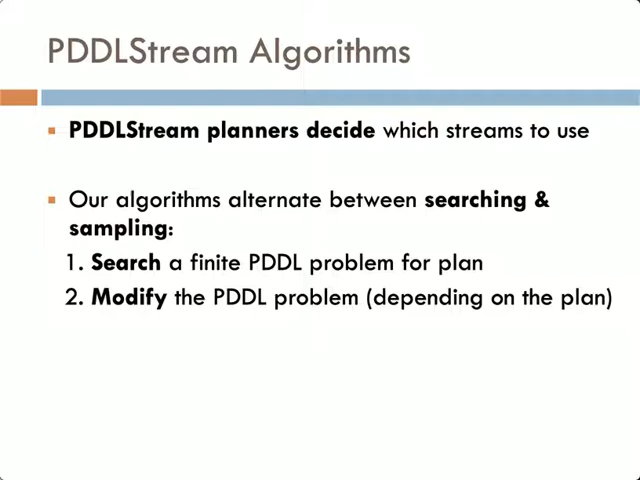 PDDLStream Algorithms
▪ PDDLStream planners decide which streams to use
▪ Our algorithms alternate between searching &
sampling:
1. Search a finite PDDL problem for plan
2. Modify the PDDL problem (depending on the plan)